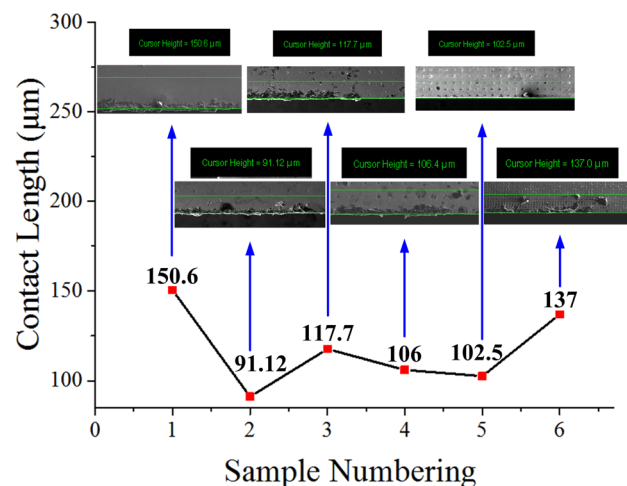 300
Cursor Height = 150.6 µm
Cursor Height = 117.7 µm
Cursor Height = 102.5 µm
250
Cursor Height = 91.12 µm
Cursor Height = 106.4 µm
Cursor Height = 137.0 µm
200
Contact Length (µm)
150
150.6
91.12
117.7
106
102.5
137
100
0
1
2
3
4
5
6
Sample Numbering